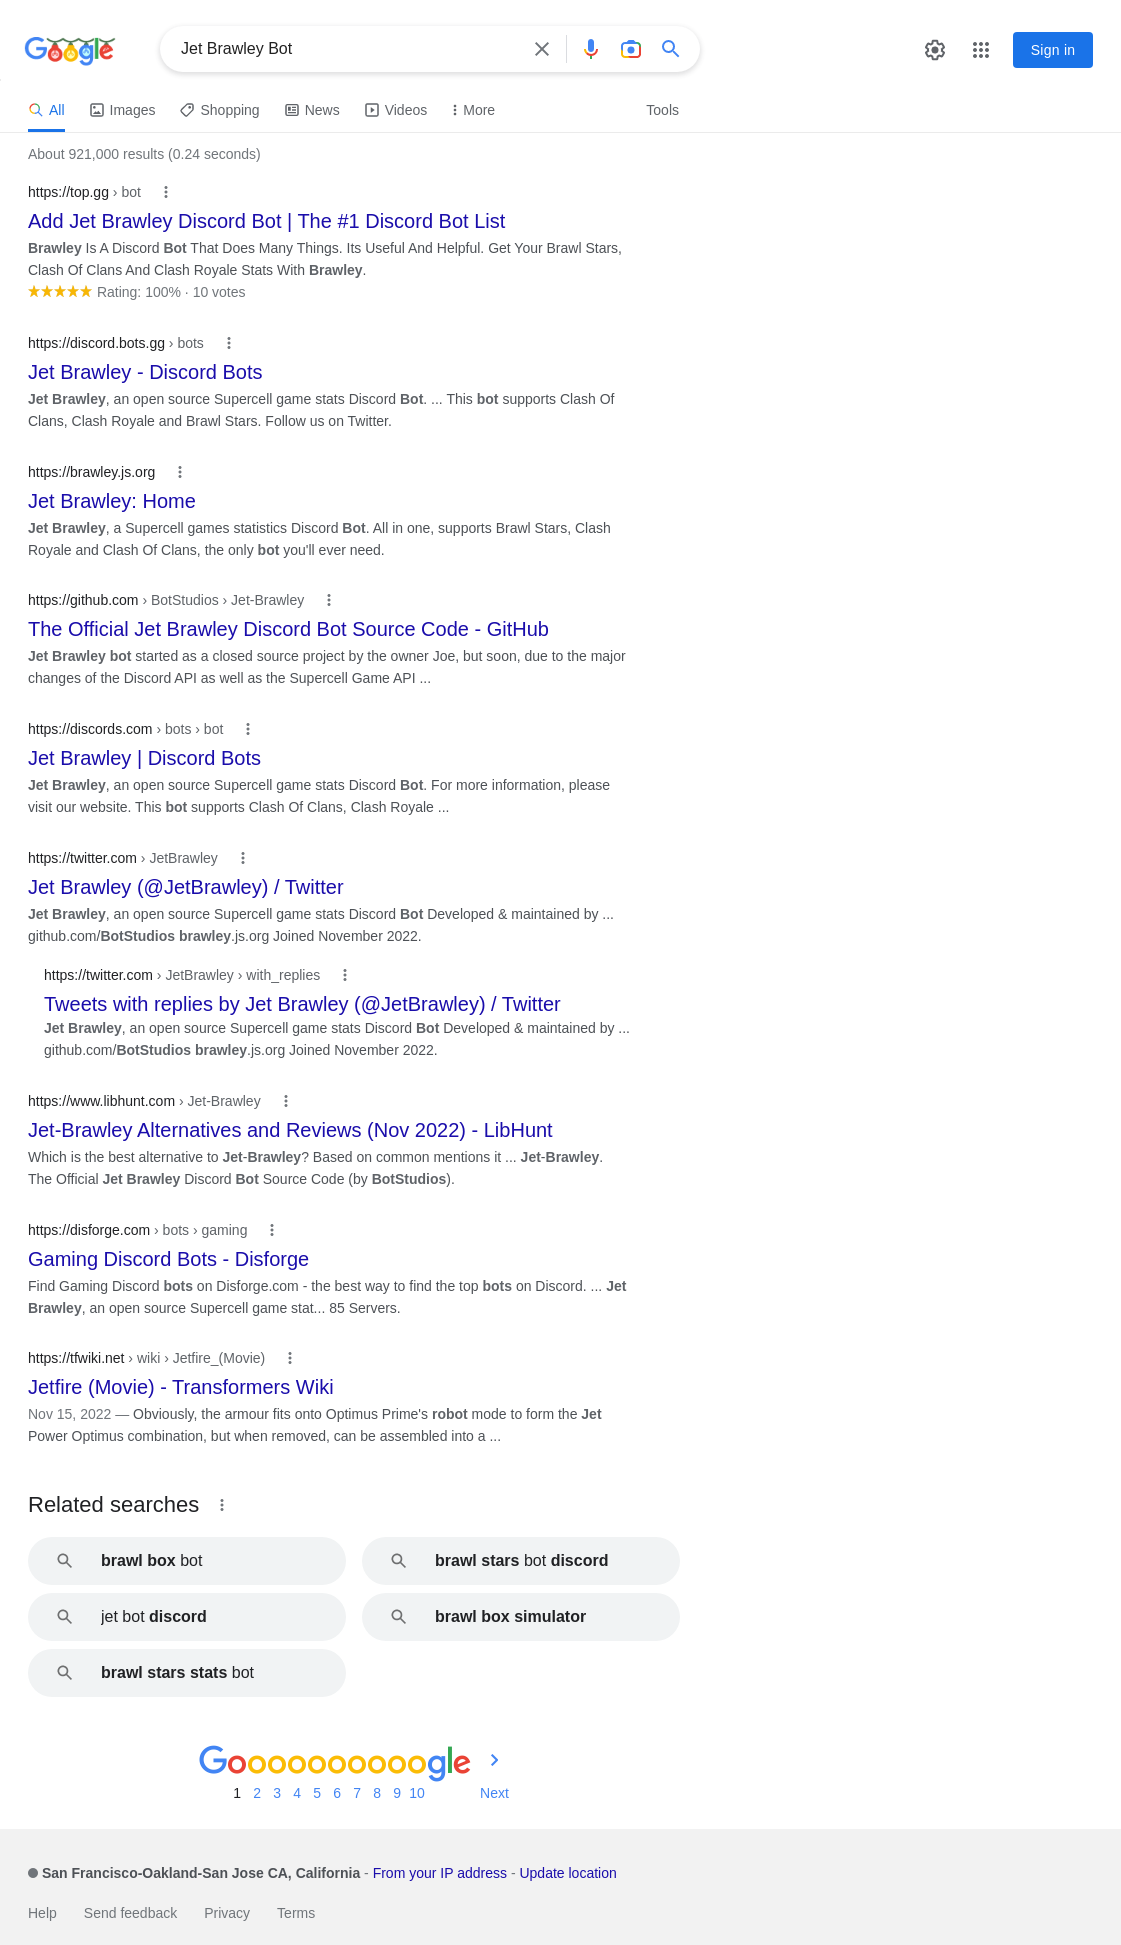 Google
Jet Brawley Bot
Sign in
All Images Shopping News Videos More Tools
About 921,000 results (0.24 seconds)
https://top.gg › bot
Add Jet Brawley Discord Bot | The #1 Discord Bot List
Brawley Is A Discord Bot That Does Many Things. Its Useful And Helpful. Get Your Brawl Stars,
Clash Of Clans And Clash Royale Stats With Brawley.
Rating: 100% · 10 votes
https://discord.bots.gg › bots
Jet Brawley - Discord Bots
Jet Brawley, an open source Supercell game stats Discord Bot. ... This bot supports Clash Of
Clans, Clash Royale and Brawl Stars. Follow us on Twitter.
https://brawley.js.org
Jet Brawley: Home
Jet Brawley, a Supercell games statistics Discord Bot. All in one, supports Brawl Stars, Clash
Royale and Clash Of Clans, the only bot you'll ever need.
https://github.com › BotStudios › Jet-Brawley
The Official Jet Brawley Discord Bot Source Code - GitHub
Jet Brawley bot started as a closed source project by the owner Joe, but soon, due to the major
changes of the Discord API as well as the Supercell Game API ...
https://discords.com › bots › bot
Jet Brawley | Discord Bots
Jet Brawley, an open source Supercell game stats Discord Bot. For more information, please
visit our website. This bot supports Clash Of Clans, Clash Royale ...
https://twitter.com › JetBrawley
Jet Brawley (@JetBrawley) / Twitter
Jet Brawley, an open source Supercell game stats Discord Bot Developed & maintained by ...
github.com/BotStudios brawley.js.org Joined November 2022.
https://twitter.com › JetBrawley › with_replies
Tweets with replies by Jet Brawley (@JetBrawley) / Twitter
Jet Brawley, an open source Supercell game stats Discord Bot Developed & maintained by ...
github.com/BotStudios brawley.js.org Joined November 2022.
https://www.libhunt.com › Jet-Brawley
Jet-Brawley Alternatives and Reviews (Nov 2022) - LibHunt
Which is the best alternative to Jet-Brawley? Based on common mentions it ... Jet-Brawley.
The Official Jet Brawley Discord Bot Source Code (by BotStudios).
https://disforge.com › bots › gaming
Gaming Discord Bots - Disforge
Find Gaming Discord bots on Disforge.com - the best way to find the top bots on Discord. ... Jet
Brawley, an open source Supercell game stat... 85 Servers.
https://tfwiki.net › wiki › Jetfire_(Movie)
Jetfire (Movie) - Transformers Wiki
Nov 15, 2022 — Obviously, the armour fits onto Optimus Prime's robot mode to form the Jet
Power Optimus combination, but when removed, can be assembled into a ...
Related searches
brawl box bot
brawl stars bot discord
jet bot discord
brawl box simulator
brawl stars stats bot
Goooooooooogle
1 2 3 4 5 6 7 8 9 10 Next
San Francisco-Oakland-San Jose CA, California - From your IP address - Update location
Help Send feedback Privacy Terms